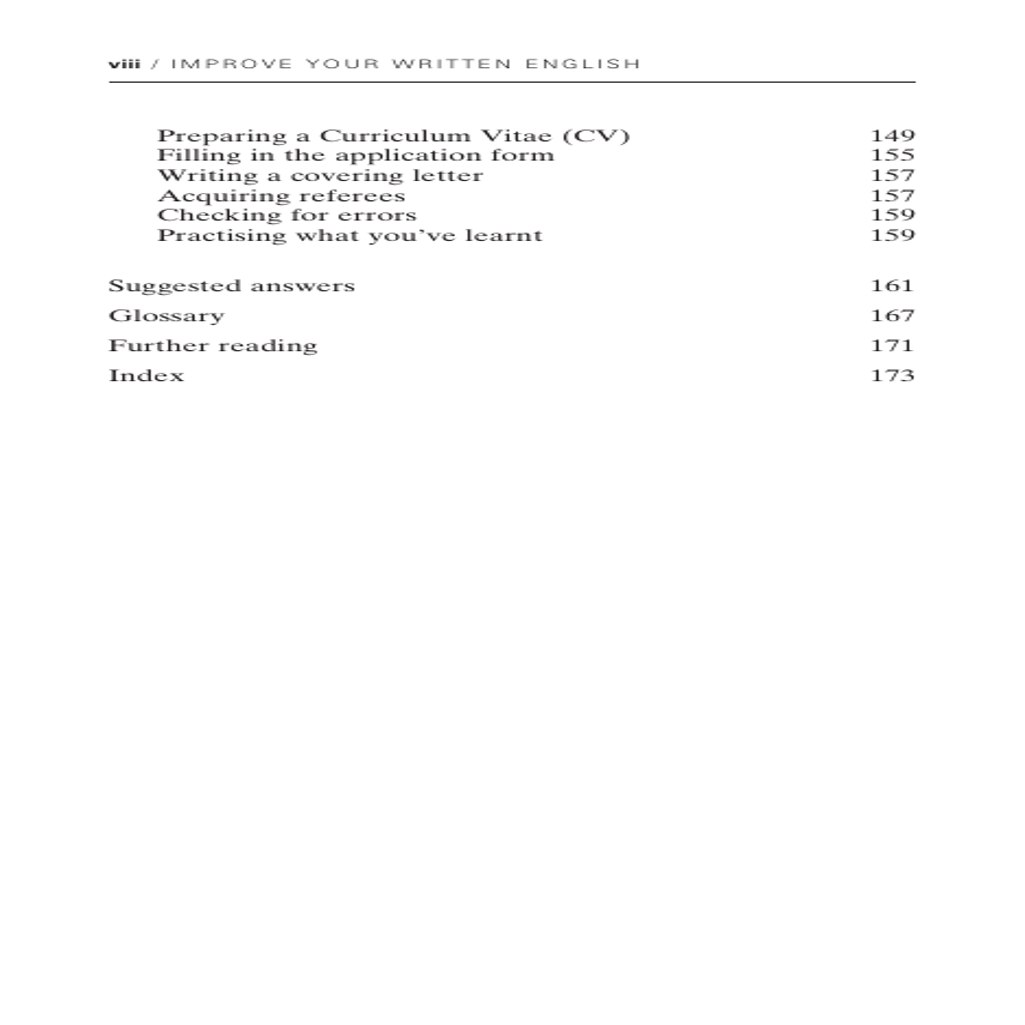 viii / IMPROVE YOUR WRITTEN ENGLISH
Preparing a Curriculum Vitae (CV) 149
Filling in the application form 155
Writing a covering letter 157
Acquiring referees 157
Checking for errors 159
Practising what you've learnt 159
Suggested answers 161
Glossary 167
Further reading 171
Index 173